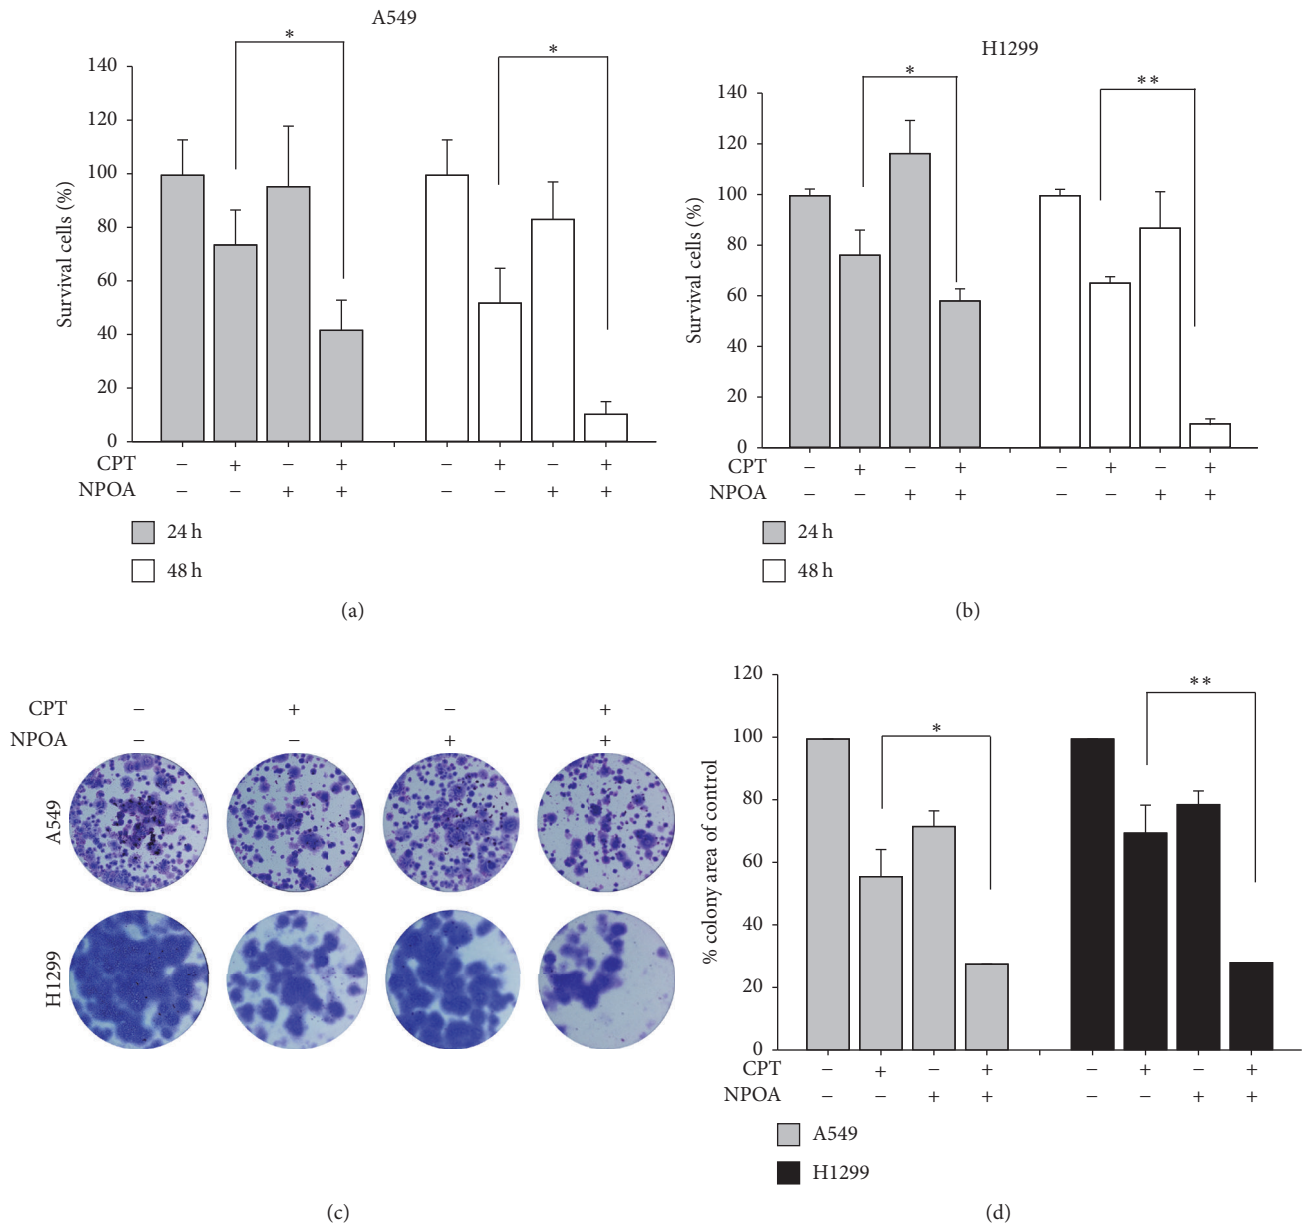 A549
*
*
140
120
100
80
60
40
20
0
Survival cells (%)
CPT − + − + − + − +
NPOA − − + + − − + +
24 h
48 h
(a)
H1299
*
**
140
120
100
80
60
40
20
0
Survival cells (%)
CPT − + − + − + − +
NPOA − − + + − − + +
24 h
48 h
(b)
CPT − + − +
NPOA − − + +
A549
H1299
(c)
*
**
120
100
80
60
40
20
0
% colony area of control
CPT − + − + − + − +
NPOA − − + + − − + +
A549
H1299
(d)